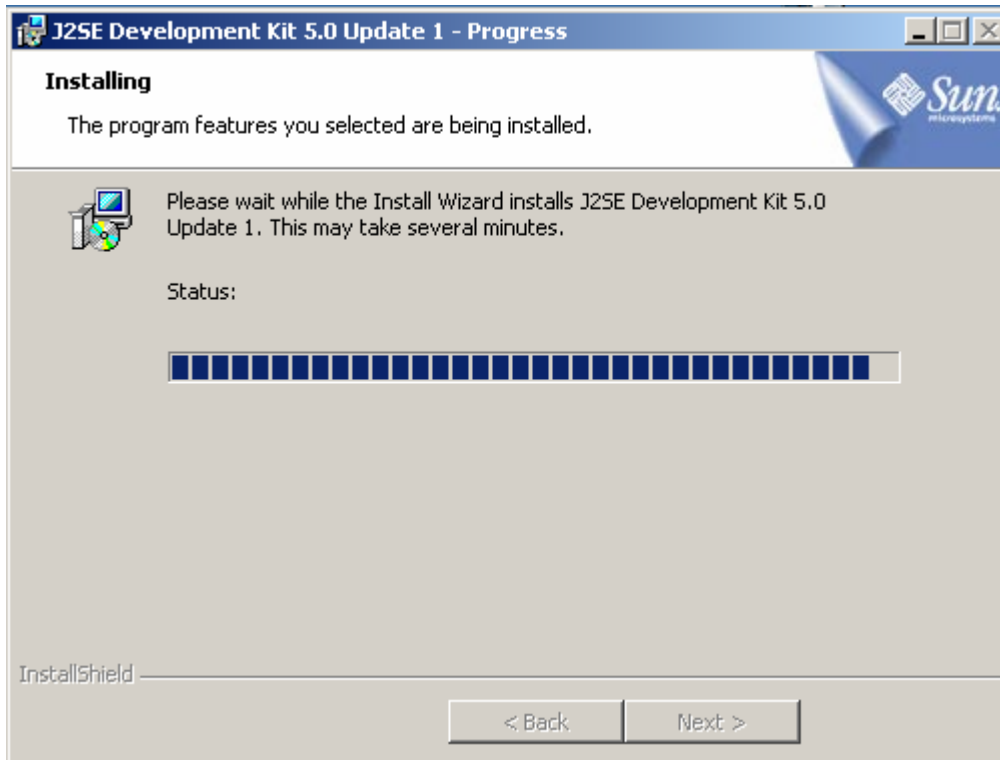 J2SE Development Kit 5.0 Update 1 - Progress
Installing
The program features you selected are being installed.
Sun
microsystems
Please wait while the Install Wizard installs J2SE Development Kit 5.0
Update 1. This may take several minutes.
Status:
InstallShield
< Back
Next >